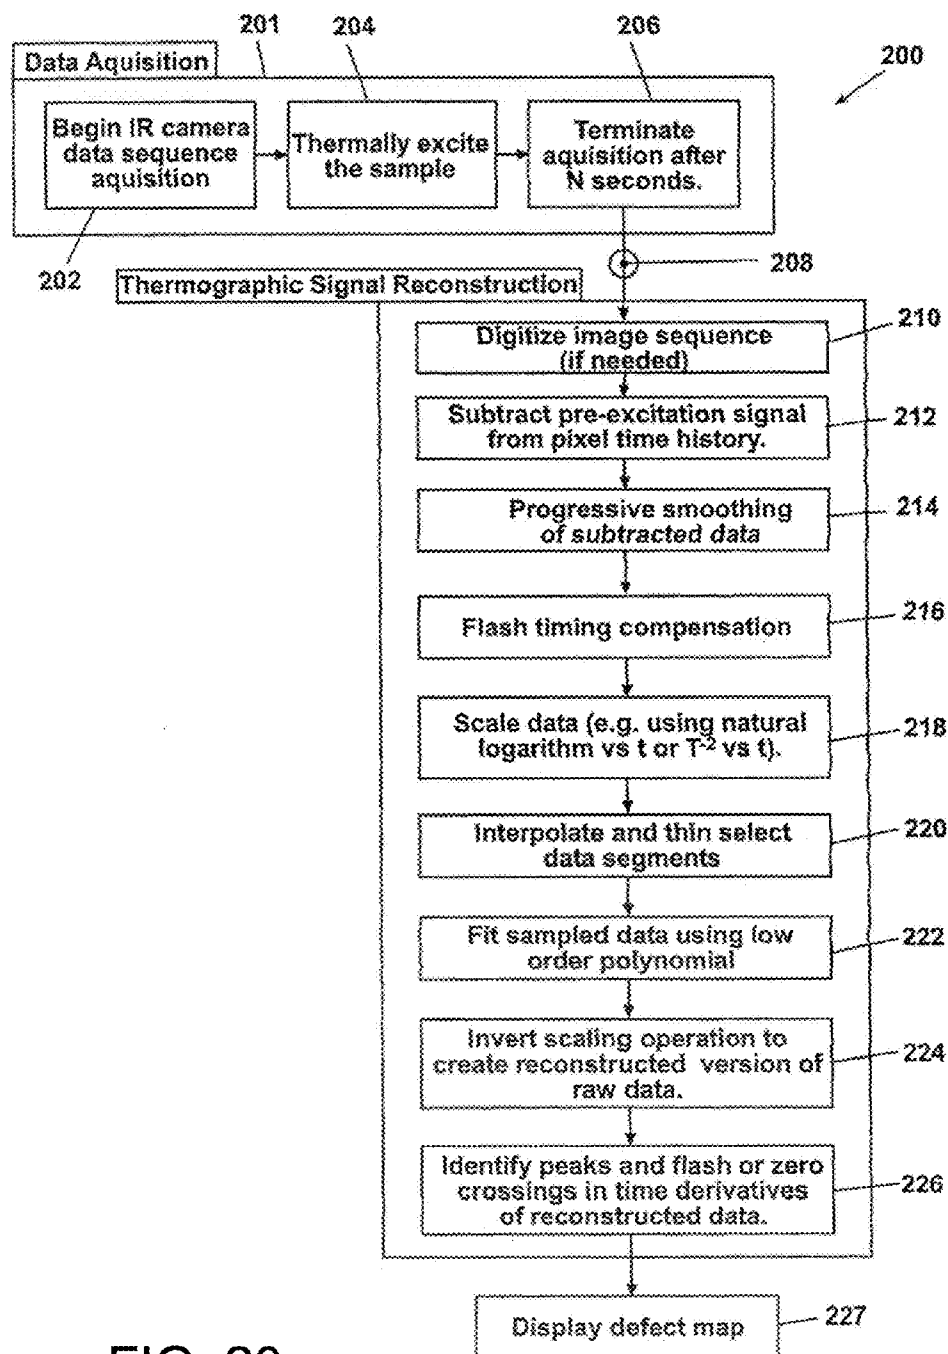 201
204
206
200
Data Aquisition
Begin IR camera
data sequence
aquisition
Thermally excite
the sample
Terminate
aquisition after
N seconds.
202
208
Thermographic Signal Reconstruction
Digitize image sequence
(if needed)
210
Subtract pre-excitation signal
from pixel time history.
212
Progressive smoothing
of subtracted data
214
Flash timing compensation
216
Scale data (e.g. using natural
logarithm vs t or T-2 vs t).
218
Interpolate and thin select
data segments
220
Fit sampled data using low
order polynomial
222
Invert scaling operation to
create reconstructed version of
raw data.
224
Identify peaks and flash or zero
crossings in time derivatives
of reconstructed data.
226
Display defect map
227